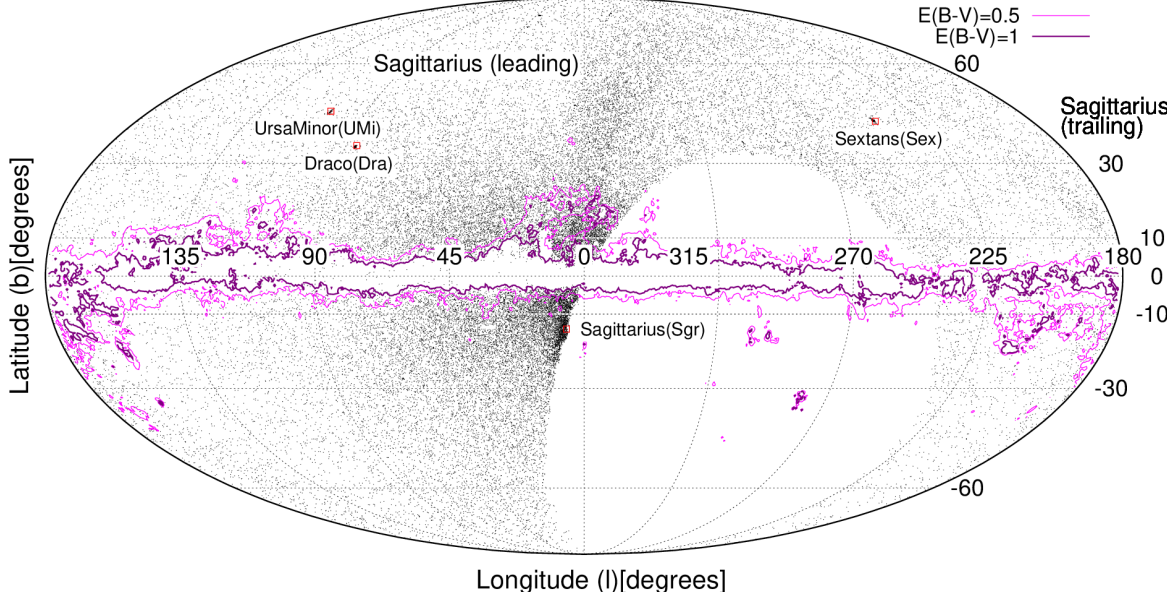 E(B-V)=0.5
E(B-V)=1
60
Sagittarius (leading)
Sagittarius
(trailing)
UrsaMinor(UMi)
Sextans(Sex)
Draco(Dra)
30
10
135 90 45 0 315 270 225 180
0
-10
Sagittarius(Sgr)
-30
-60
Latitude (b)[degrees]
Longitude (l)[degrees]